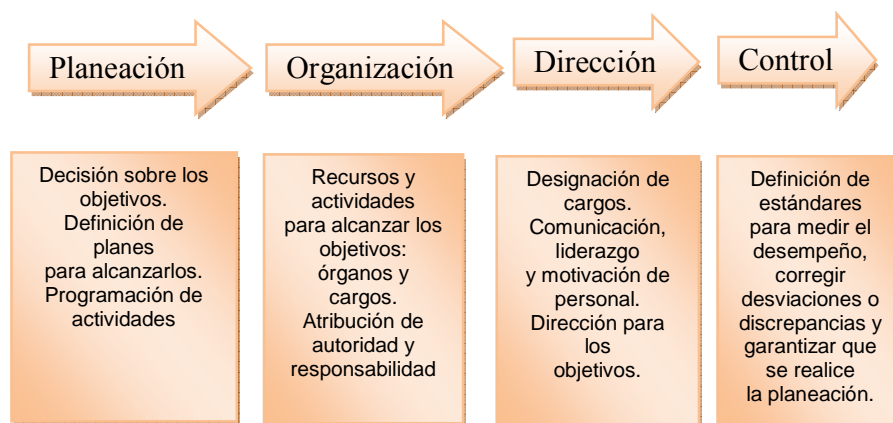 Planeación
Organización
Dirección
Control
Decisión sobre los
objetivos.
Definición de
planes
para alcanzarlos.
Programación de
actividades
Recursos y
actividades
para alcanzar los
objetivos:
órganos y
cargos.
Atribución de
autoridad y
responsabilidad
Designación de
cargos.
Comunicación,
liderazgo
y motivación de
personal.
Dirección para
los
objetivos.
Definición de
estándares
para medir el
desempeño,
corregir
desviaciones o
discrepancias y
garantizar que
se realice
la planeación.